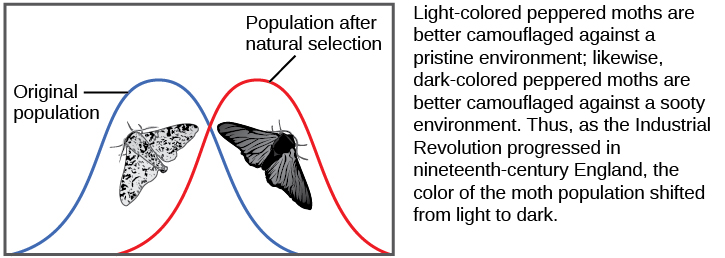 Population after
natural selection
Original
population
Light-colored peppered moths are
better camouflaged against a
pristine environment; likewise,
dark-colored peppered moths are
better camouflaged against a sooty
environment. Thus, as the Industrial
Revolution progressed in
nineteenth-century England, the
color of the moth population shifted
from light to dark.